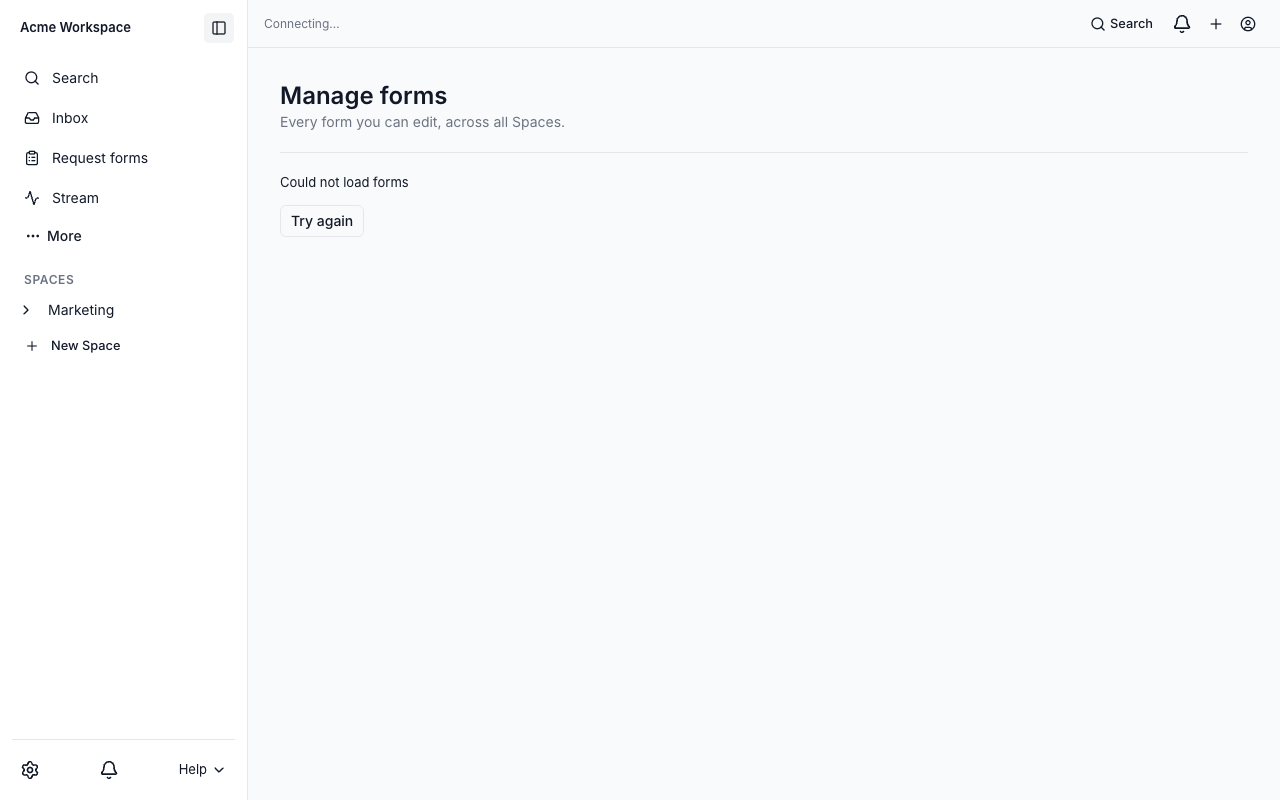 Acme Workspace
Search
Inbox
Request forms
Stream
More
SPACES
Marketing
New Space
Help
Connecting...
Search
Manage forms
Every form you can edit, across all Spaces.
Could not load forms
Try again